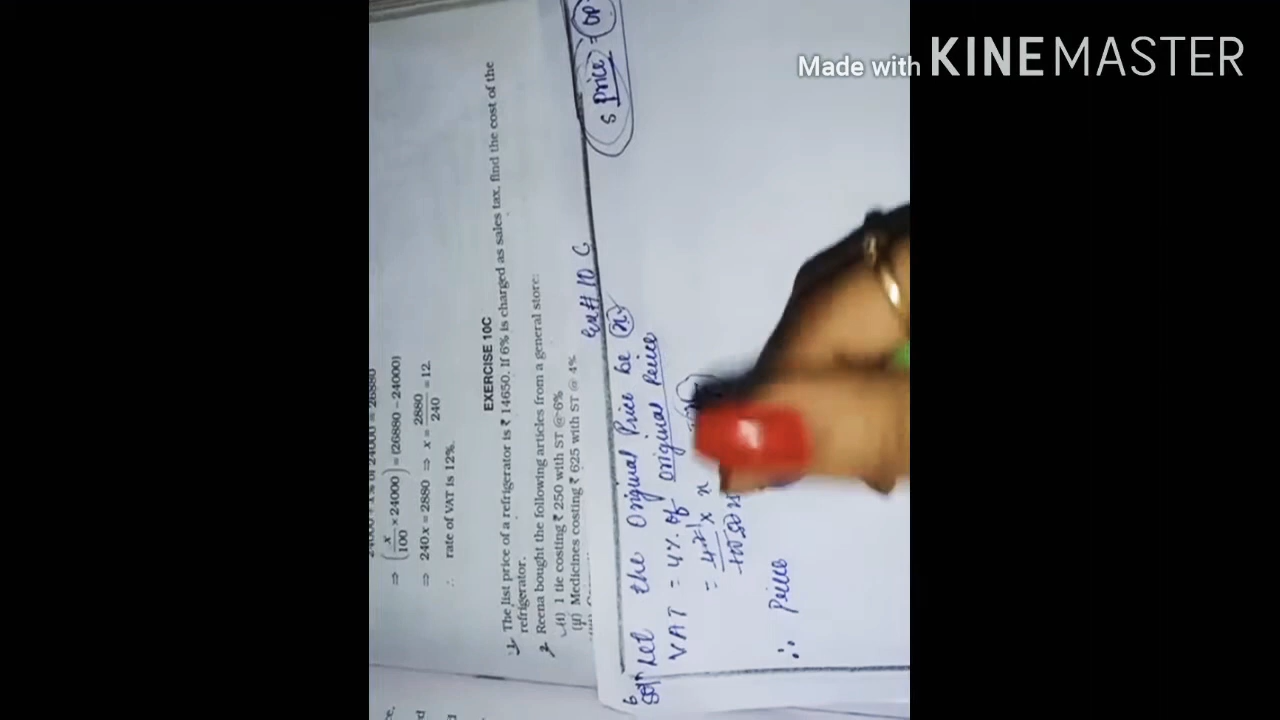 Made with KINEMASTER
⇒ (x/100 × 24000) = (26880 - 24000)
⇒ 240x = 2880 ⇒ x = 2880/240 = 12.
∴ rate of VAT is 12%.
EXERCISE 10C
1. The list price of a refrigerator is ₹ 14650. If 6% is charged as sales tax, find the cost of the
refrigerator.
2. Reena bought the following articles from a general store:
(i) 1 tie costing ₹ 250 with ST @ 6%
(ii) Medicines costing ₹ 625 with ST @ 4%
10 C
S Price = OP
6
Let the Original Price be x
VAT = 4% of original Price
∴ Price